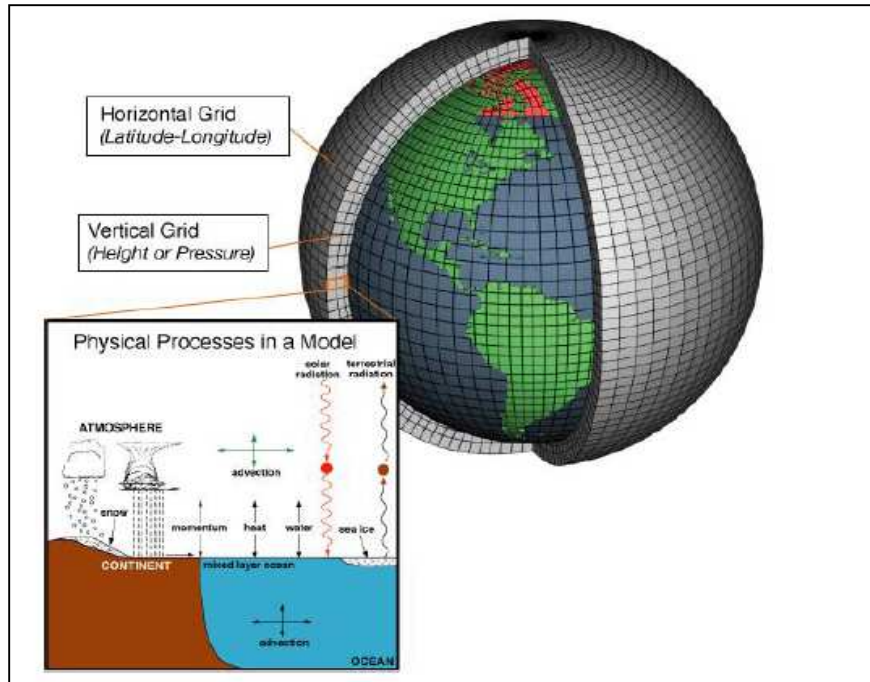 Horizontal Grid
(Latitude-Longitude)
Vertical Grid
(Height or Pressure)
Physical Processes in a Model
solar
radiation
terrestrial
radiation
ATMOSPHERE
advection
snow
momentum
heat
water
sea ice
CONTINENT
mixed layer ocean
advection
OCEAN